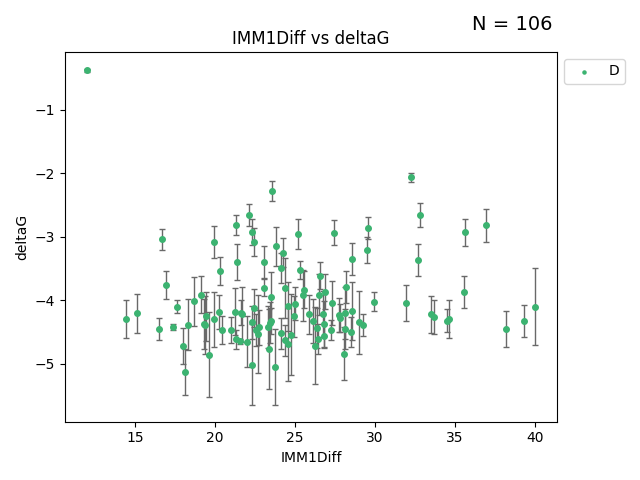 N = 106
IMM1Diff vs deltaG
D
deltaG
−1
−2
−3
−4
−5
15 20 25 30 35 40
IMM1Diff